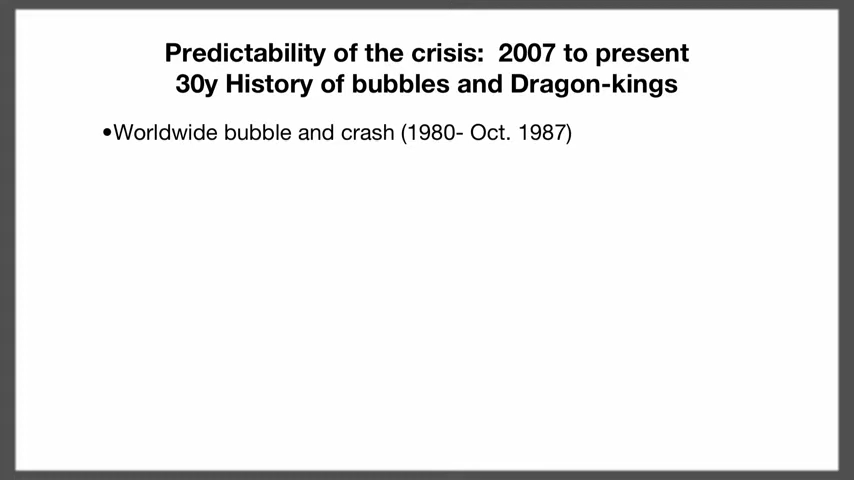 Predictability of the crisis:  2007 to present
30y History of bubbles and Dragon-kings
•Worldwide bubble and crash (1980- Oct. 1987)